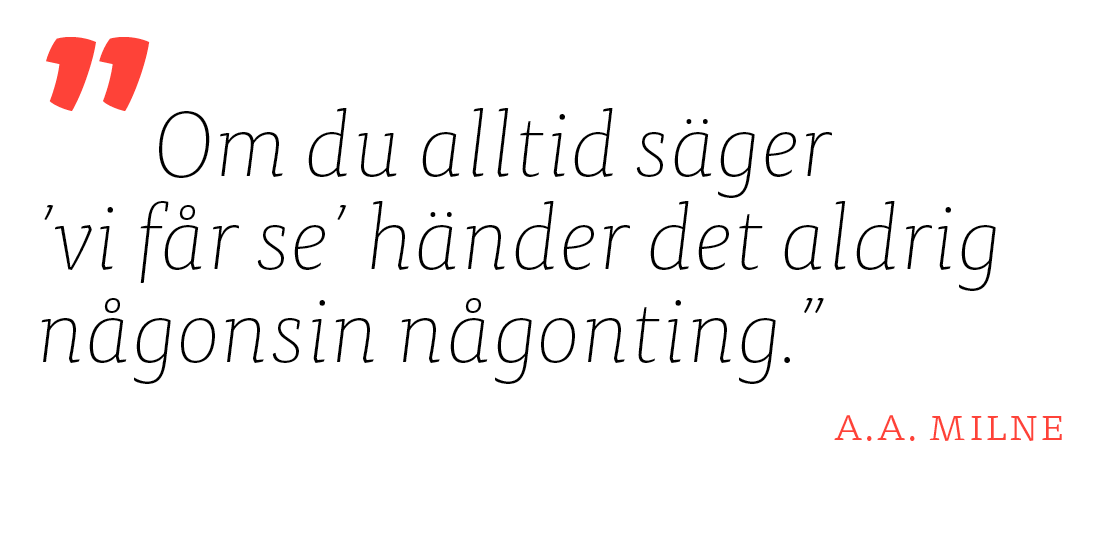 ”Om du alltid säger
’vi får se’ händer det aldrig
någonsin någonting.”
A.A. MILNE